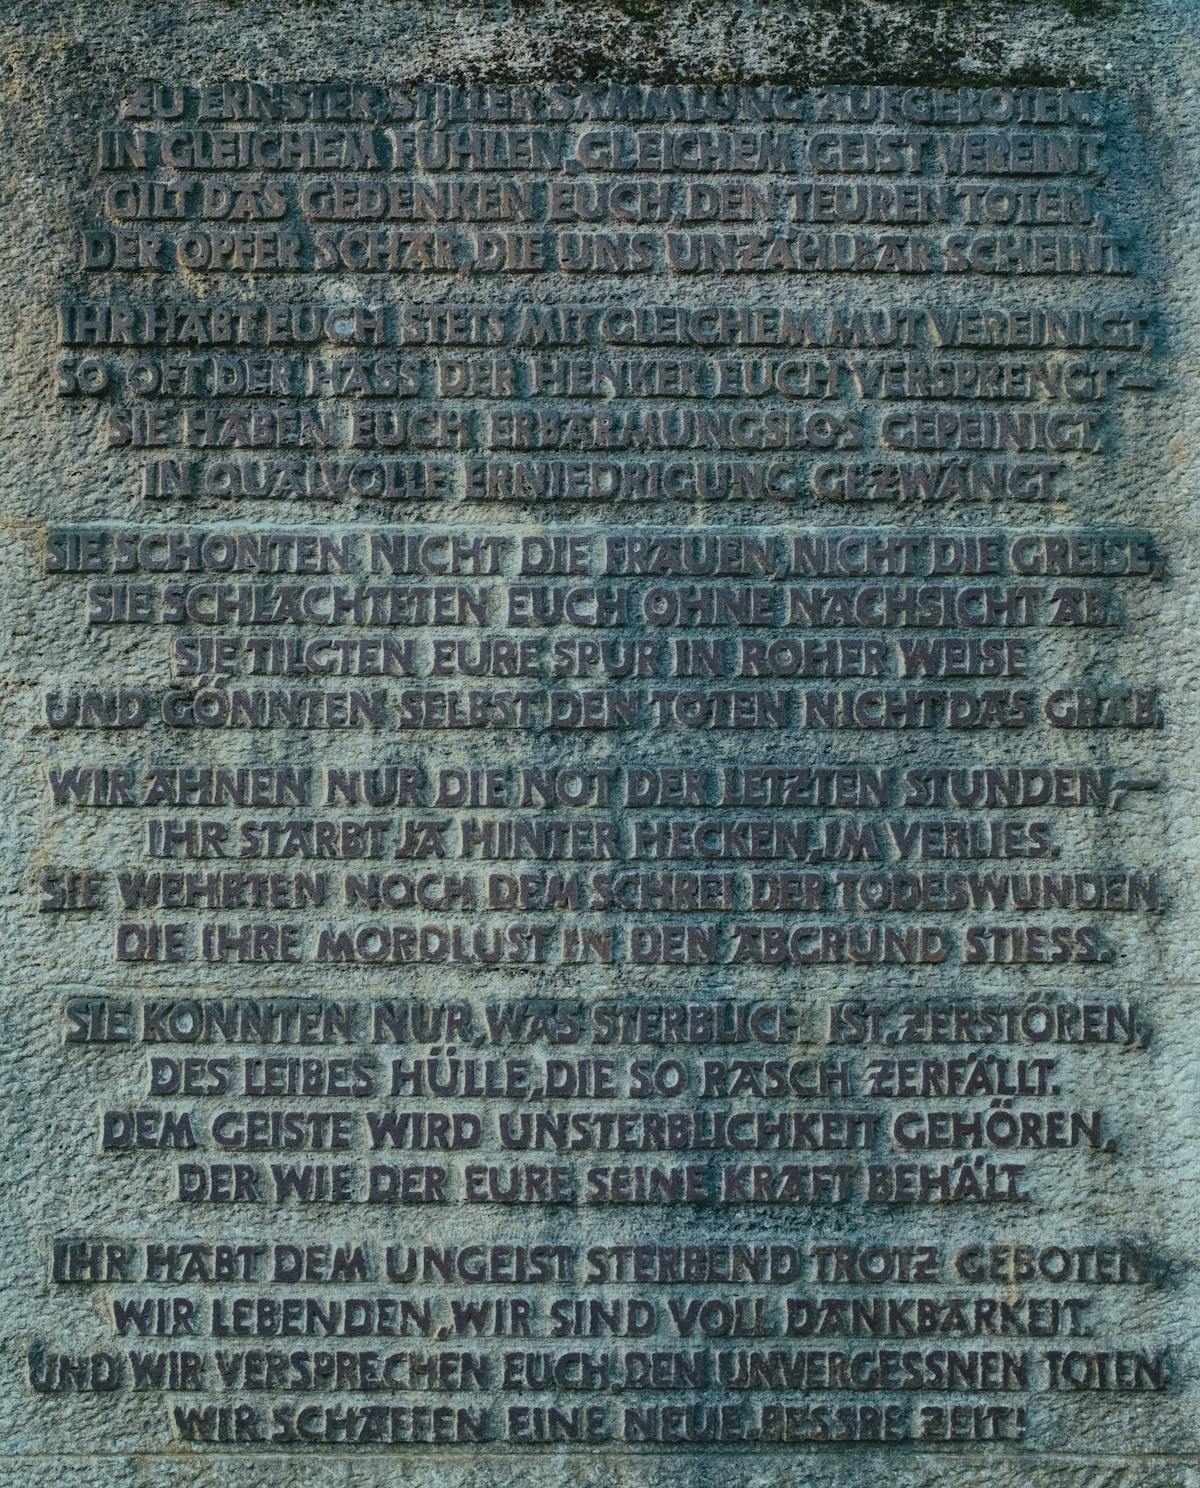 ZU ERNSTER, STILLER SAMMLUNG AUFGEBOTEN,
IN GLEICHEM FÜHLEN, GLEICHEM GEIST VEREINT,
GILT DAS GEDENKEN EUCH, DEN TEUREN TOTEN,
DER OPFER SCHAR, DIE UNS UNZÄHLBAR SCHEINT.
IHR HABT EUCH STETS MIT GLEICHEM MUT VEREINIGT,
SO OFT DER HASS DER HENKER EUCH VERSPRENGT –
SIE HABEN EUCH ERBARMUNGSLOS GEPEINIGT,
IN QUALVOLLE ERNIEDRIGUNG GEZWÄNGT.
SIE SCHONTEN NICHT DIE FRAUEN, NICHT DIE GREISE,
SIE SCHLACHTETEN EUCH OHNE NACHSICHT AB,
SIE TILGTEN EURE SPUR IN ROHER WEISE
UND GÖNNTEN SELBST DEN TOTEN NICHT DAS GRAB.
WIR AHNEN NUR DIE NOT DER LETZTEN STUNDEN, –
IHR STARBT JA HINTER HECKEN, IM VERLIES.
SIE WEHRTEN NOCH DEM SCHREI DER TODESWUNDEN,
DIE IHRE MORDLUST IN DEN ABGRUND STIESS.
SIE KONNTEN NUR, WAS STERBLICH IST, ZERSTÖREN,
DES LEIBES HÜLLE, DIE SO RASCH ZERFÄLLT.
DEM GEISTE WIRD UNSTERBLICHKEIT GEHÖREN,
DER WIE DER EURE SEINE KRAFT BEHÄLT.
IHR HABT DEM UNGEIST STERBEND TROTZ GEBOTEN,
WIR LEBENDEN, WIR SIND VOLL DANKBARKEIT.
UND WIR VERSPRECHEN EUCH, DEN UNVERGESSNEN TOTEN,
WIR SCHAFFEN EINE NEUE, BESSRE ZEIT!